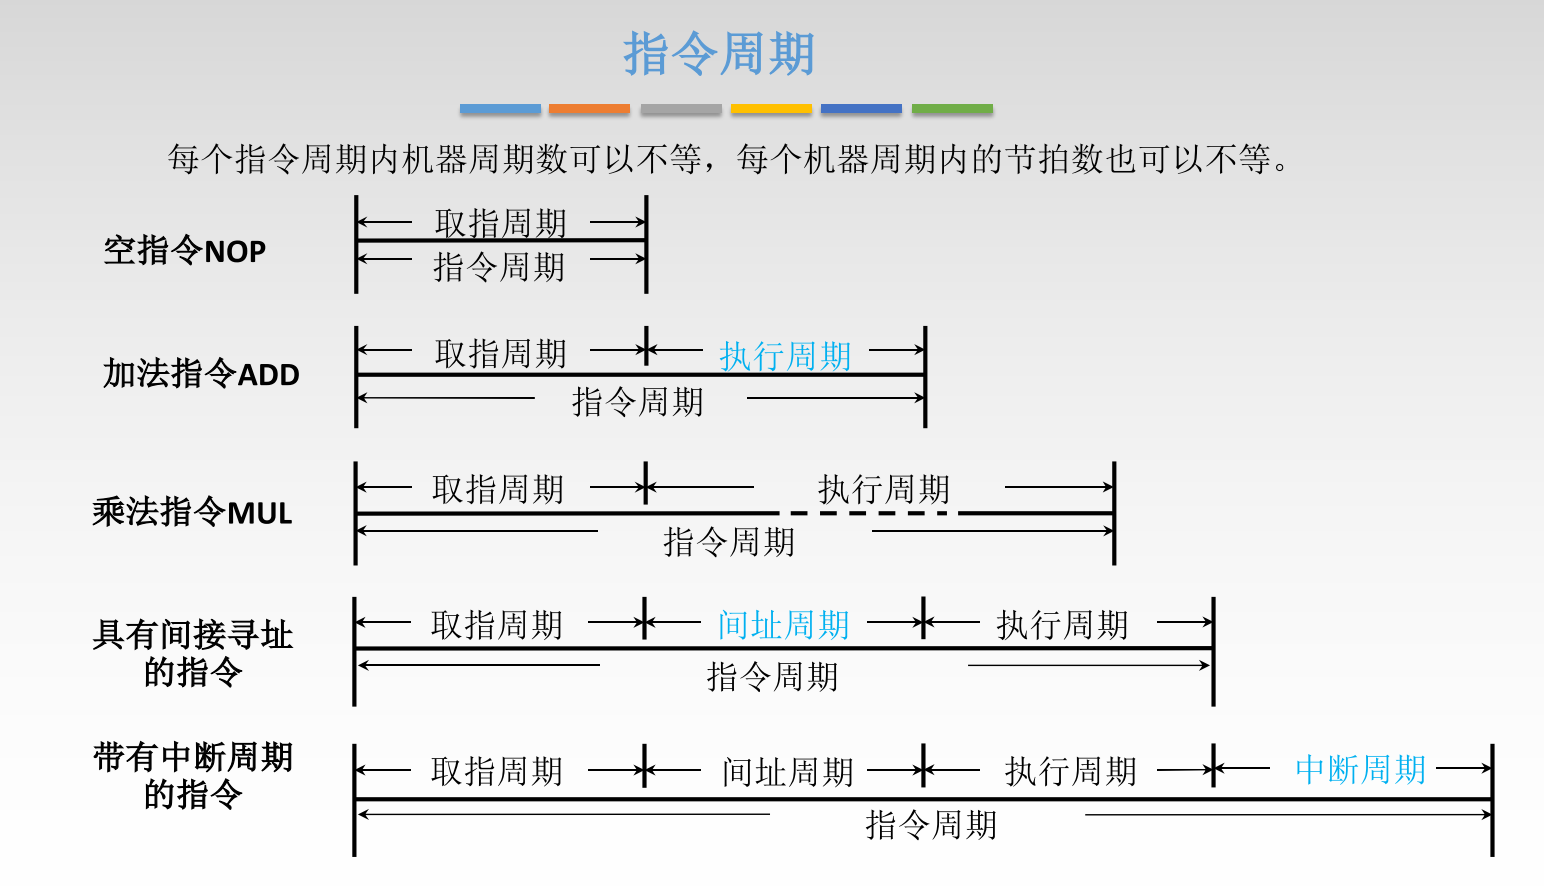 指令周期
每个指令周期内机器周期数可以不等，每个机器周期内的节拍数也可以不等。
取指周期
空指令NOP
指令周期
取指周期 执行周期
加法指令ADD
指令周期
取指周期 执行周期
乘法指令MUL
指令周期
取指周期 间址周期 执行周期
具有间接寻址
的指令
指令周期
取指周期 间址周期 执行周期 中断周期
带有中断周期
的指令
指令周期